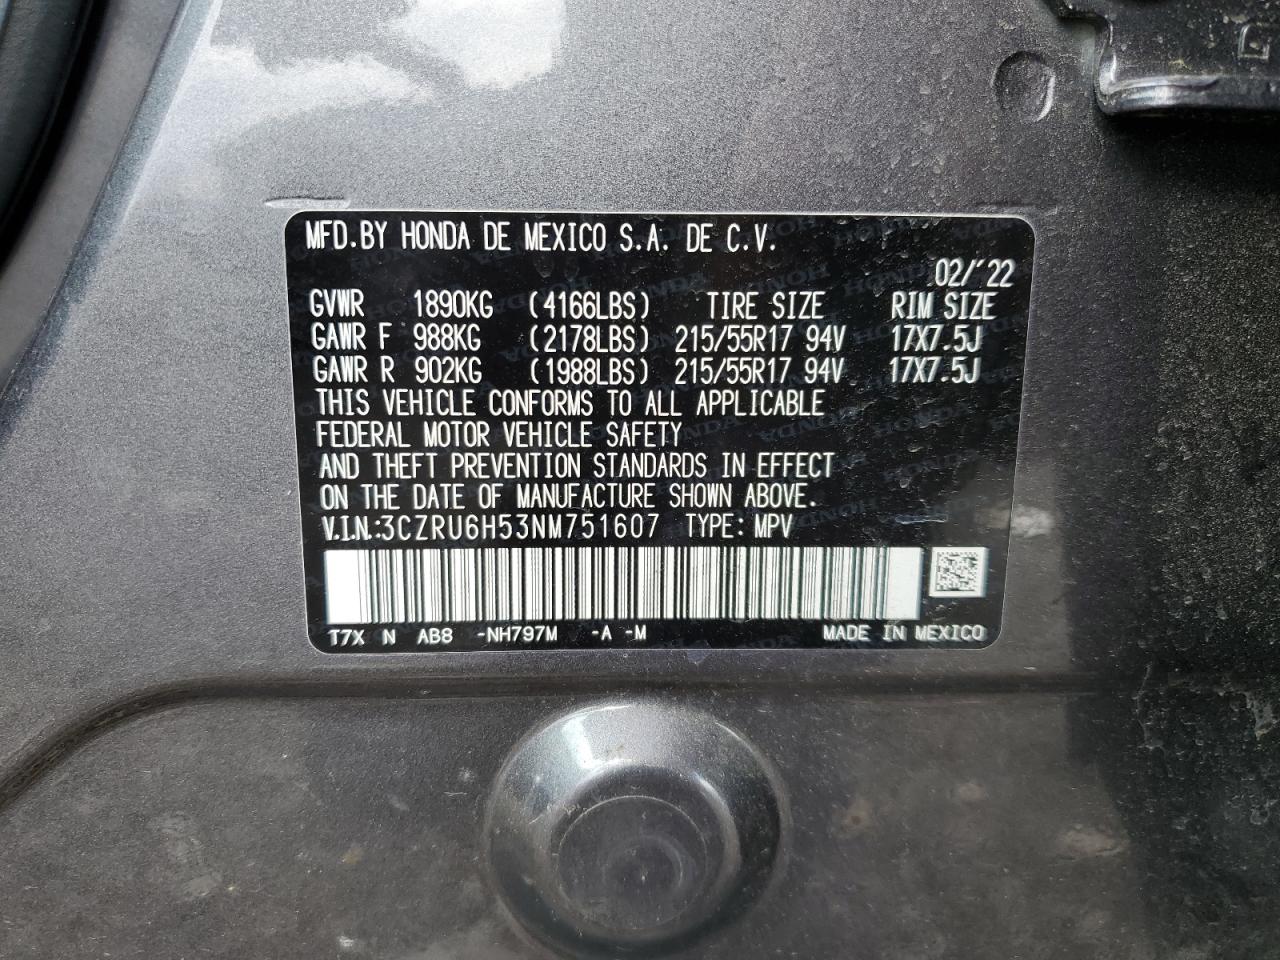 MFD.BY HONDA DE MEXICO S.A. DE C.V.
02/'22
GVWR 1890KG (4166LBS) TIRE SIZE RIM SIZE
GAWR F 988KG (2178LBS) 215/55R17 94V 17X7.5J
GAWR R 902KG (1988LBS) 215/55R17 94V 17X7.5J
THIS VEHICLE CONFORMS TO ALL APPLICABLE
FEDERAL MOTOR VEHICLE SAFETY
AND THEFT PREVENTION STANDARDS IN EFFECT
ON THE DATE OF MANUFACTURE SHOWN ABOVE.
V.I.N.:3CZRU6H53NM751607 TYPE: MPV
T7X N AB8 -NH797M -A -M MADE IN MEXICO